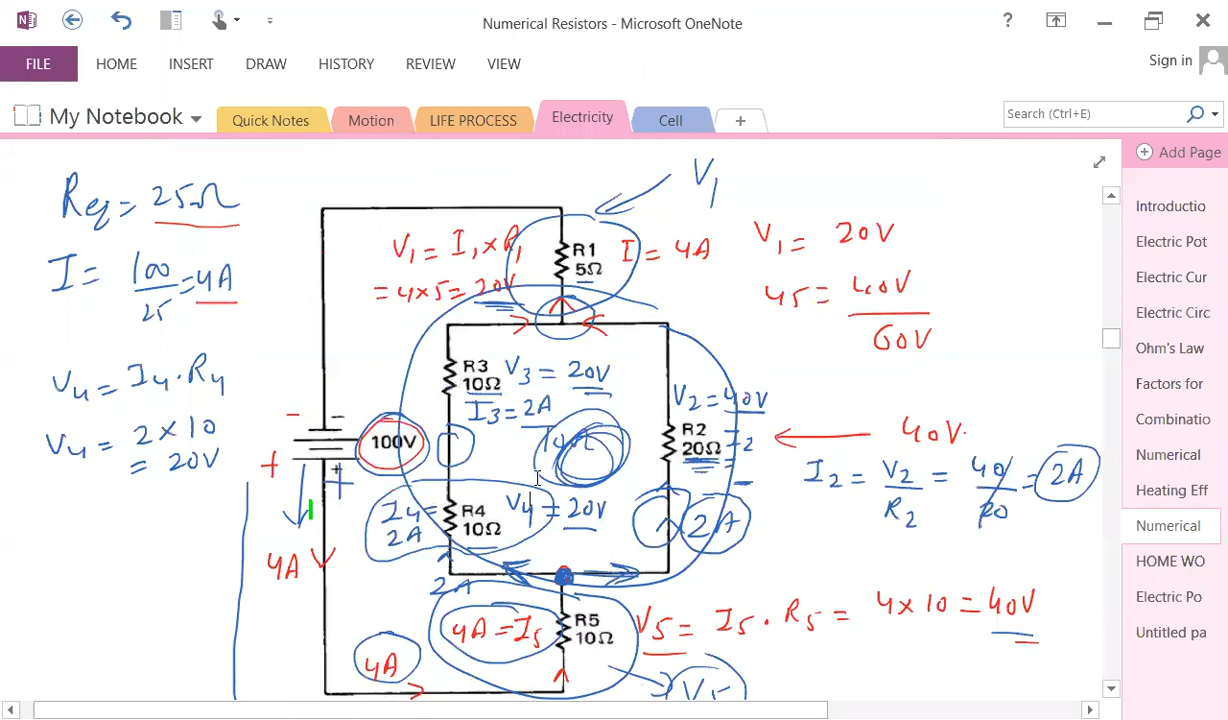 Numerical Resistors - Microsoft OneNote
?
FILE HOME INSERT DRAW HISTORY REVIEW VIEW
Sign in
My Notebook
Quick Notes
Motion
LIFE PROCESS
Electricity
Cell
+
Search (Ctrl+E)
Add Page
Introductio
Electric Pot
Electric Cur
Electric Circ
Ohm's Law
Factors for
Combinatio
Numerical
Heating Eff
Numerical
HOME WO
Electric Po
Untitled pa
Req = 25Ω
I = 100/25 = 4A
V4 = I4 . R4
V4 = 2 × 10
= 20V
V1
V1 = I1 × R1
= 4×5 = 20V
R1
5Ω
I = 4A
V1 = 20V
45 = 40V
60V
R3
10Ω
V3 = 20V
I3 = 2A
V2 = 40V
R2
20Ω
40V
I2 = V2/R2 = 40/20 = 2A
- -
100V
+ + +
I4 =
2A
R4
10Ω
V4 = 20V
2A
2A
4A
4A
4A = I5
R5
10Ω
V5 = I5 . R5 = 4×10 = 40V
V5